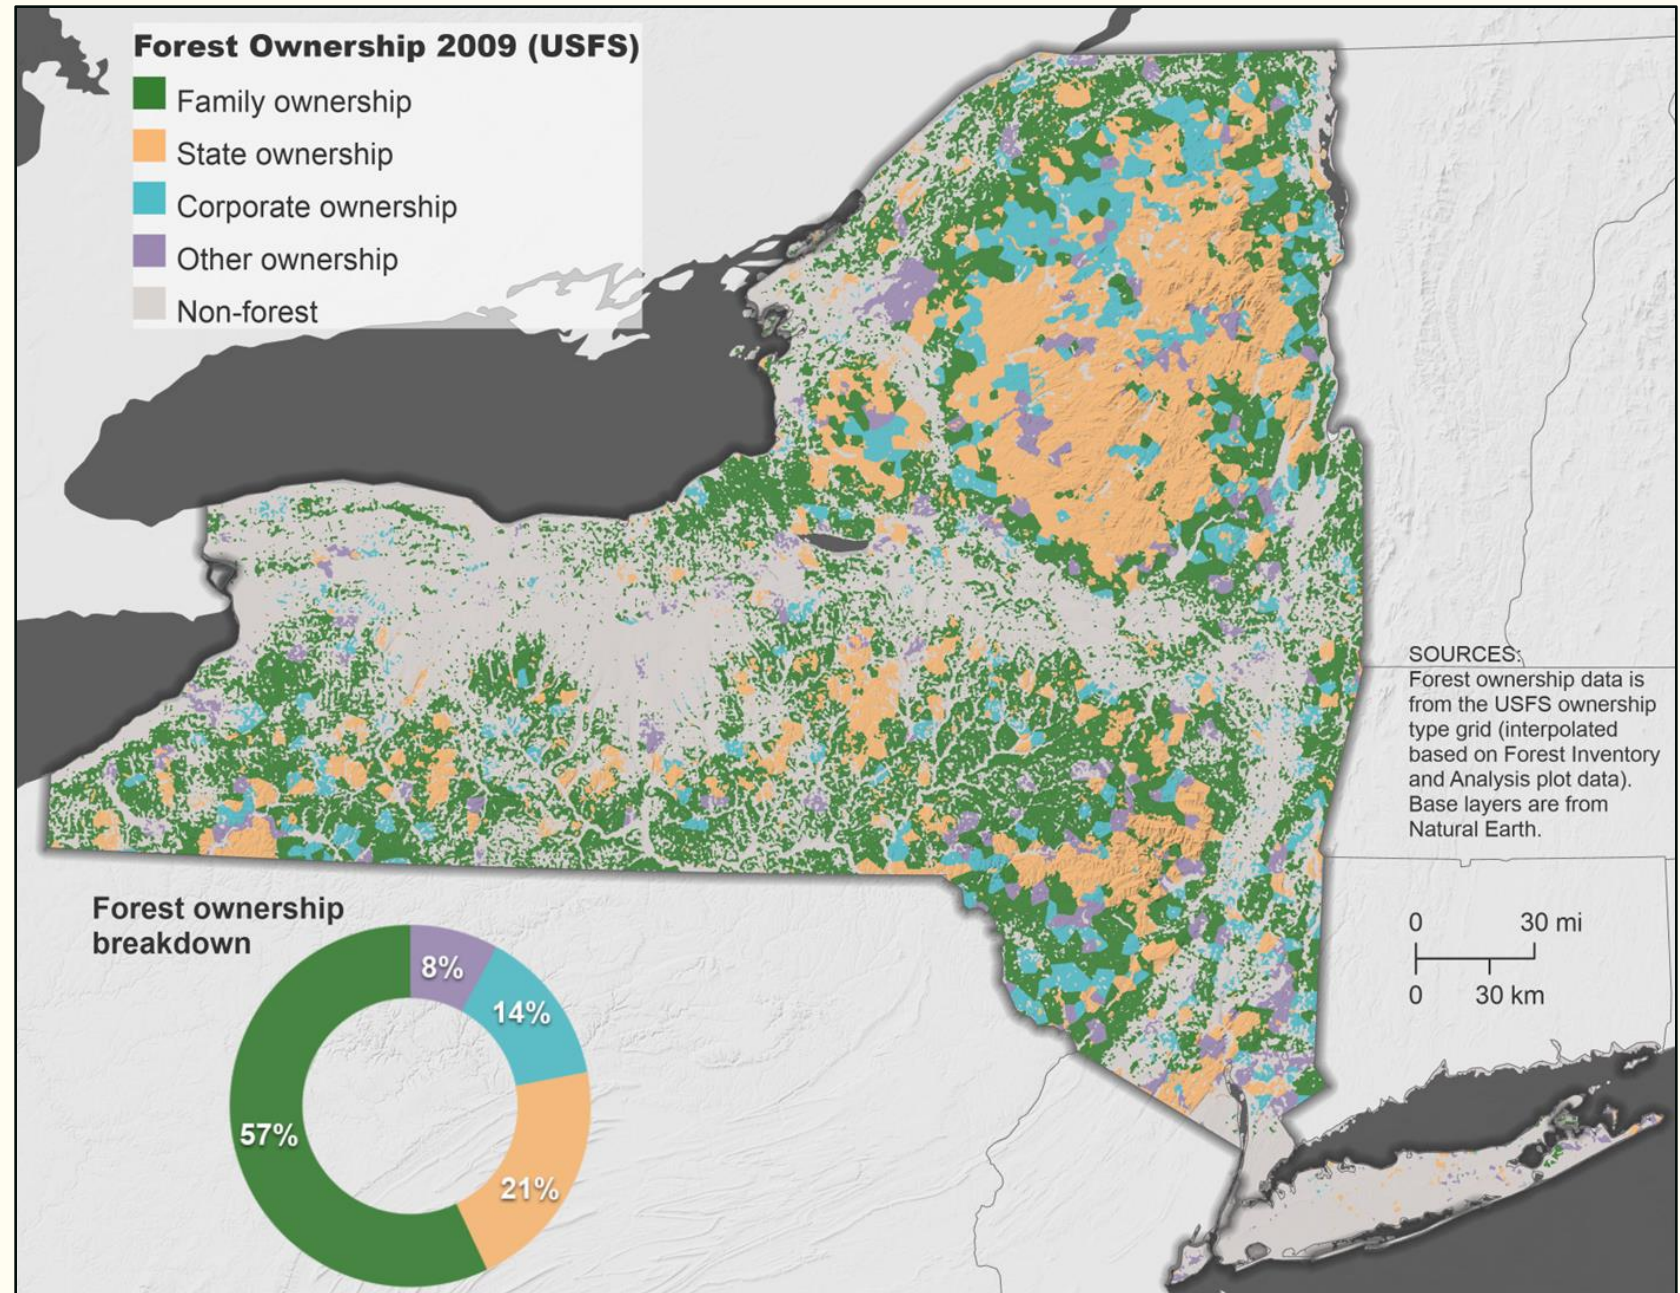 Forest Ownership 2009 (USFS)
Family ownership
State ownership
Corporate ownership
Other ownership
Non-forest
SOURCES:
Forest ownership data is
from the USFS ownership
type grid (interpolated
based on Forest Inventory
and Analysis plot data).
Base layers are from
Natural Earth.
Forest ownership
breakdown
8%
14%
57%
21%
0 30 mi
0 30 km